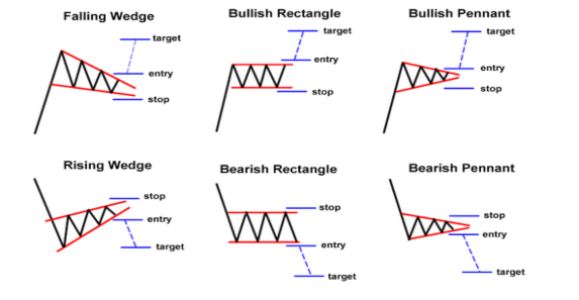 Falling Wedge
target
entry
stop
Bullish Rectangle
target
entry
stop
Bullish Pennant
target
entry
stop
Rising Wedge
stop
entry
target
Bearish Rectangle
stop
entry
target
Bearish Pennant
stop
entry
target